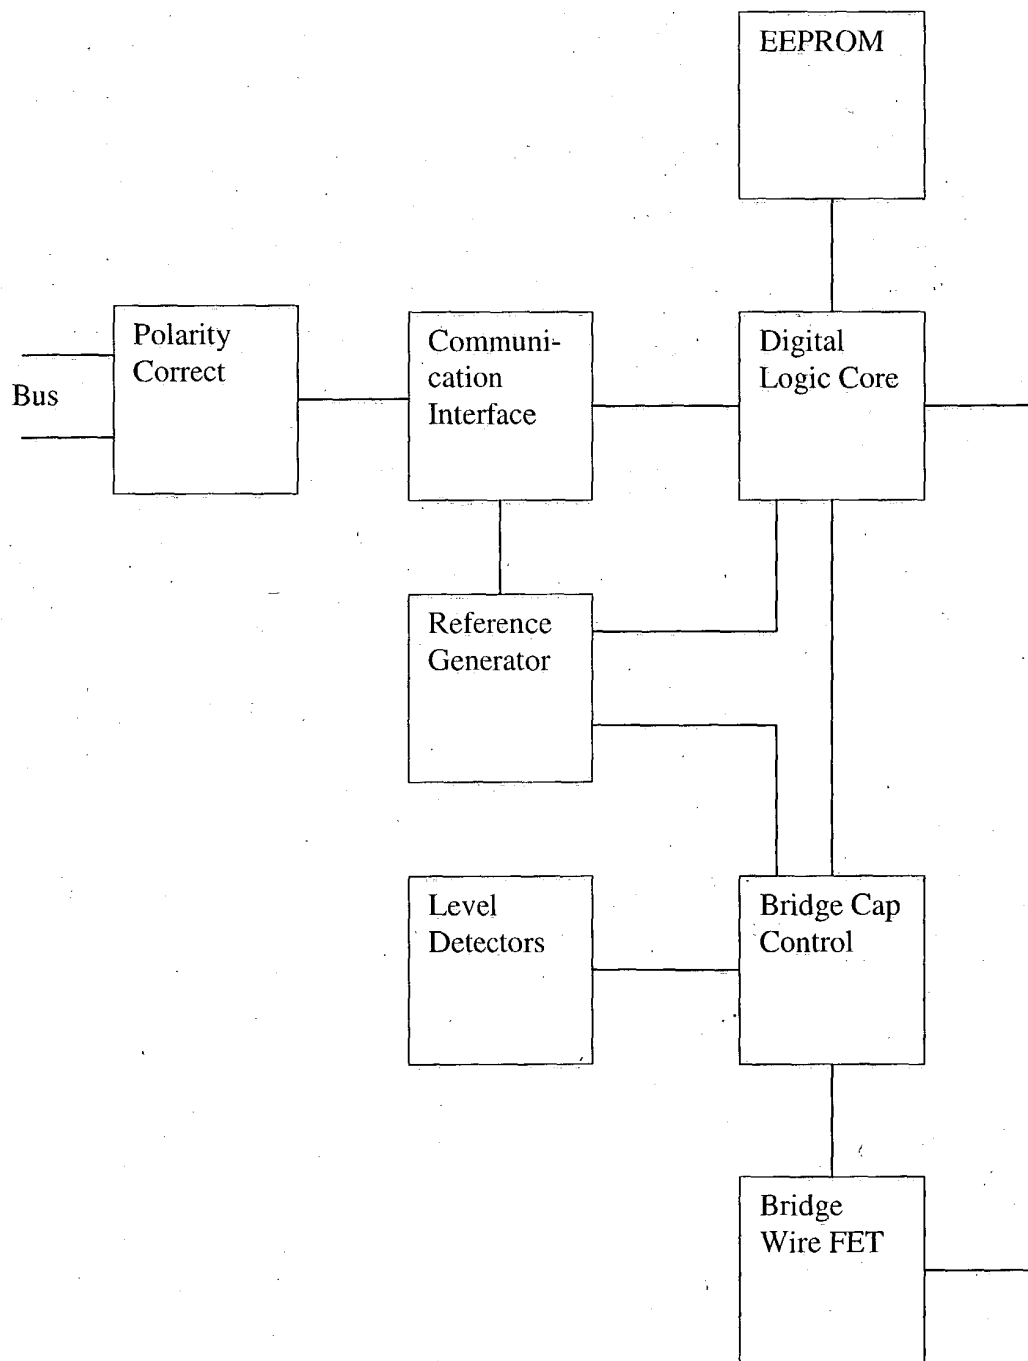 EEPROM
Polarity
Correct
Bus
Communi-
cation
Interface
Digital
Logic Core
Reference
Generator
Level
Detectors
Bridge Cap
Control
Bridge
Wire FET